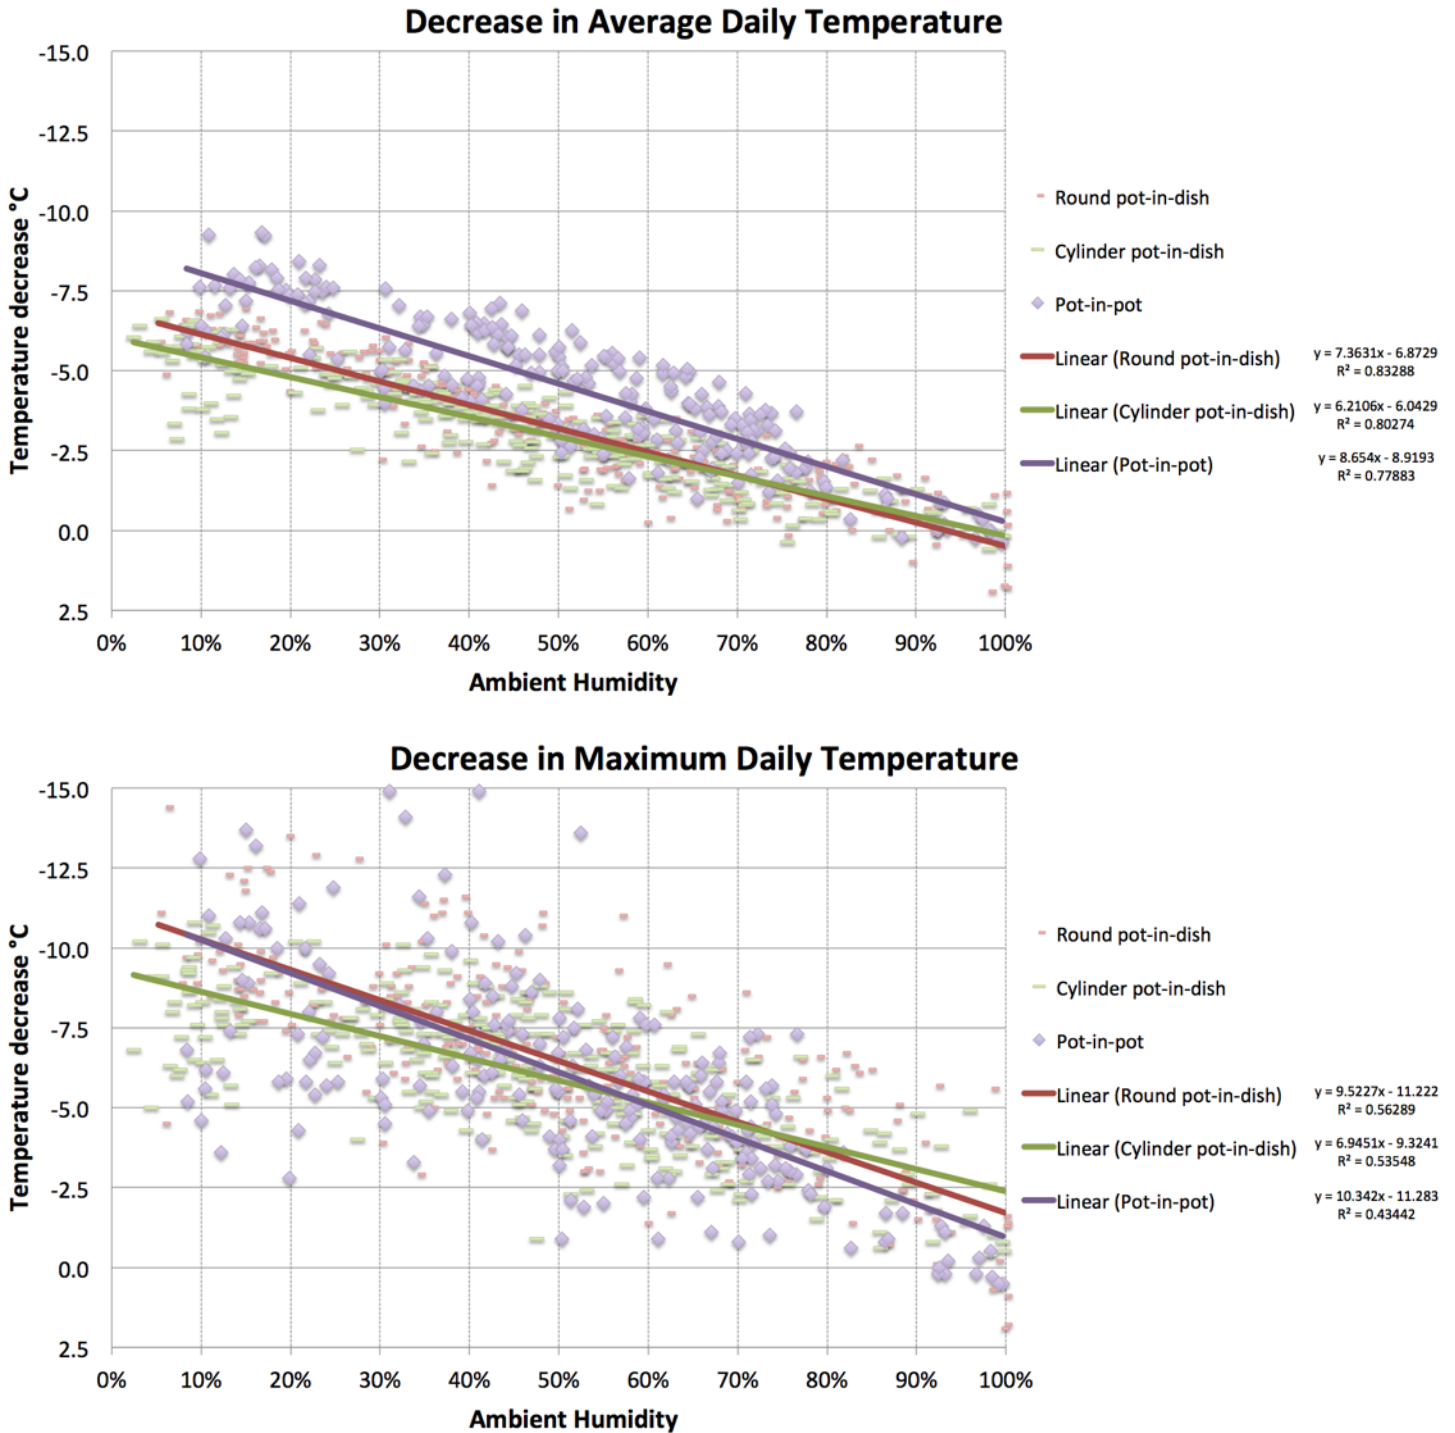 Decrease in Average Daily Temperature
Temperature decrease °C
-15.0
-12.5
-10.0
-7.5
-5.0
-2.5
0.0
2.5
0% 10% 20% 30% 40% 50% 60% 70% 80% 90% 100%
Ambient Humidity
Round pot-in-dish
Cylinder pot-in-dish
Pot-in-pot
Linear (Round pot-in-dish)
y = 7.3631x - 6.8729
R² = 0.83288
Linear (Cylinder pot-in-dish)
y = 6.2106x - 6.0429
R² = 0.80274
Linear (Pot-in-pot)
y = 8.654x - 8.9193
R² = 0.77883
Decrease in Maximum Daily Temperature
Temperature decrease °C
-15.0
-12.5
-10.0
-7.5
-5.0
-2.5
0.0
2.5
0% 10% 20% 30% 40% 50% 60% 70% 80% 90% 100%
Ambient Humidity
Round pot-in-dish
Cylinder pot-in-dish
Pot-in-pot
Linear (Round pot-in-dish)
y = 9.5227x - 11.222
R² = 0.56289
Linear (Cylinder pot-in-dish)
y = 6.9451x - 9.3241
R² = 0.53548
Linear (Pot-in-pot)
y = 10.342x - 11.283
R² = 0.43442